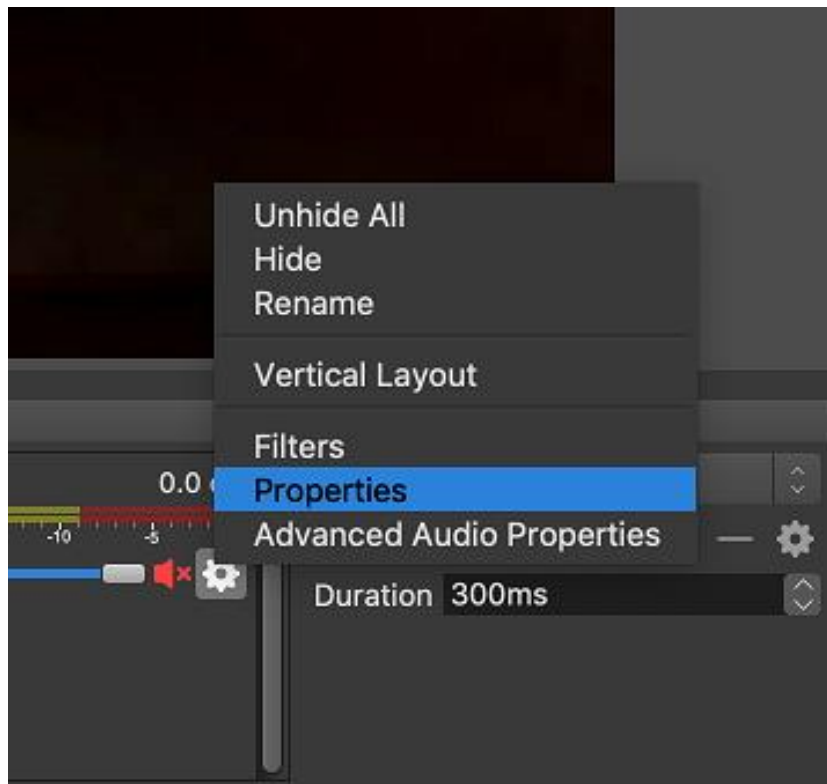 Unhide All
Hide
Rename
Vertical Layout
Filters
0.0
Properties
-10 -5
Advanced Audio Properties
Duration 300ms